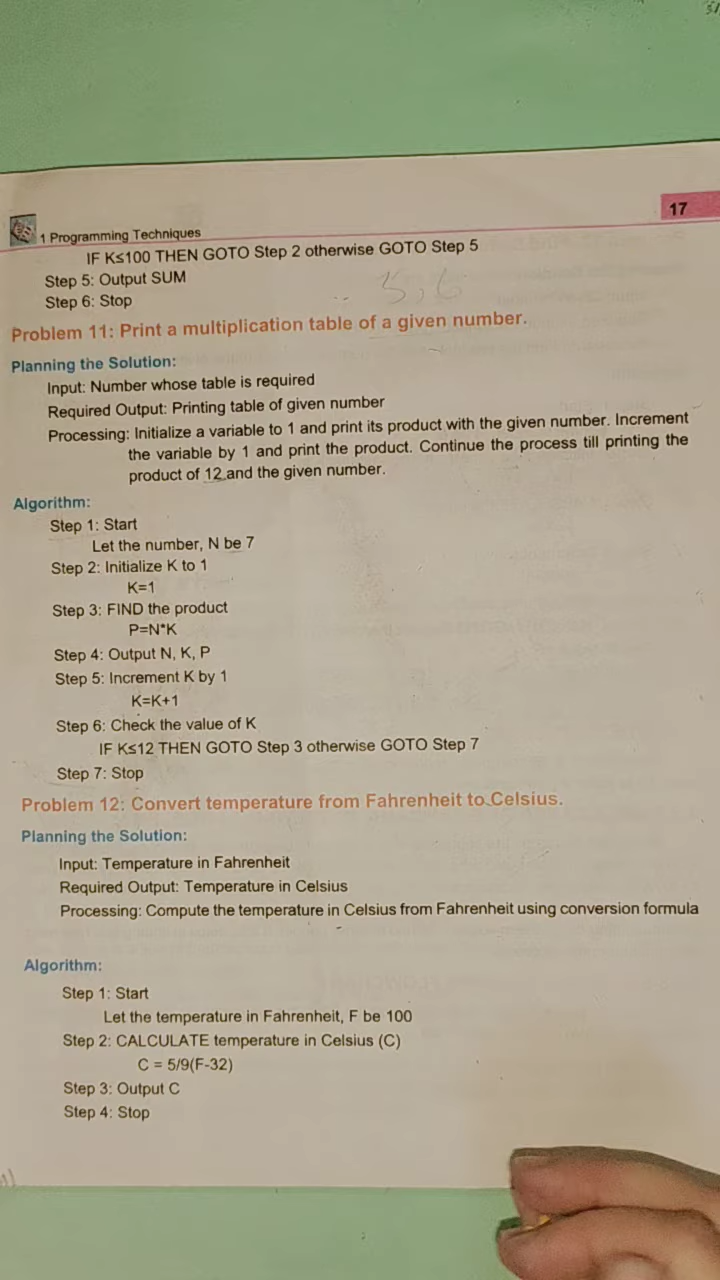 17
1 Programming Techniques
IF K≤100 THEN GOTO Step 2 otherwise GOTO Step 5
Step 5: Output SUM
Step 6: Stop
5, 6
Problem 11: Print a multiplication table of a given number.
Planning the Solution:
Input: Number whose table is required
Required Output: Printing table of given number
Processing: Initialize a variable to 1 and print its product with the given number. Increment
the variable by 1 and print the product. Continue the process till printing the
product of 12 and the given number.
Algorithm:
Step 1: Start
Let the number, N be 7
Step 2: Initialize K to 1
K=1
Step 3: FIND the product
P=N*K
Step 4: Output N, K, P
Step 5: Increment K by 1
K=K+1
Step 6: Check the value of K
IF K≤12 THEN GOTO Step 3 otherwise GOTO Step 7
Step 7: Stop
Problem 12: Convert temperature from Fahrenheit to Celsius.
Planning the Solution:
Input: Temperature in Fahrenheit
Required Output: Temperature in Celsius
Processing: Compute the temperature in Celsius from Fahrenheit using conversion formula
Algorithm:
Step 1: Start
Let the temperature in Fahrenheit, F be 100
Step 2: CALCULATE temperature in Celsius (C)
C = 5/9(F-32)
Step 3: Output C
Step 4: Stop